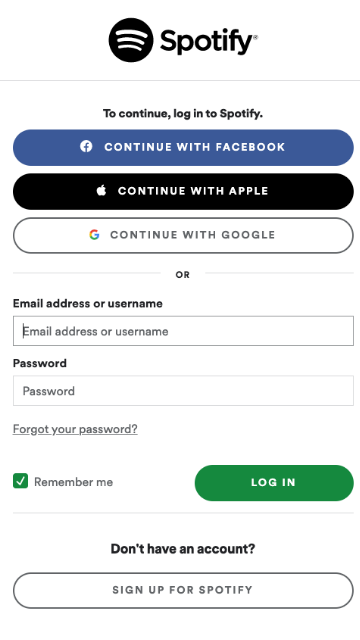 Spotify®
To continue, log in to Spotify.
CONTINUE WITH FACEBOOK
CONTINUE WITH APPLE
CONTINUE WITH GOOGLE
OR
Email address or username
Email address or username
Password
Password
Forgot your password?
Remember me
LOG IN
Don't have an account?
SIGN UP FOR SPOTIFY